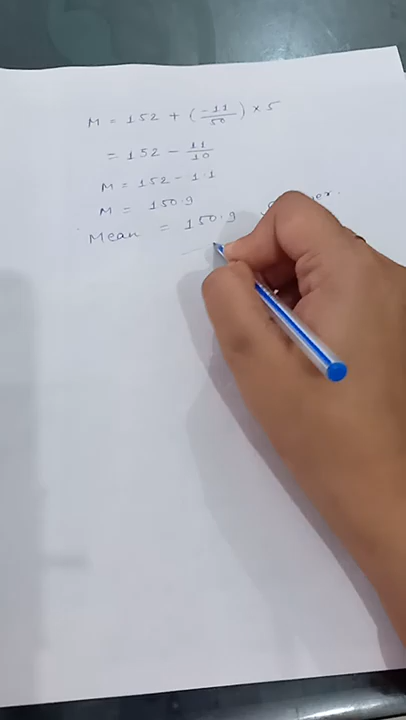 M = 152 + (-11/50) × 5
= 152 - 11/10
M = 152 - 1.1
M = 150.9
Mean = 150.9